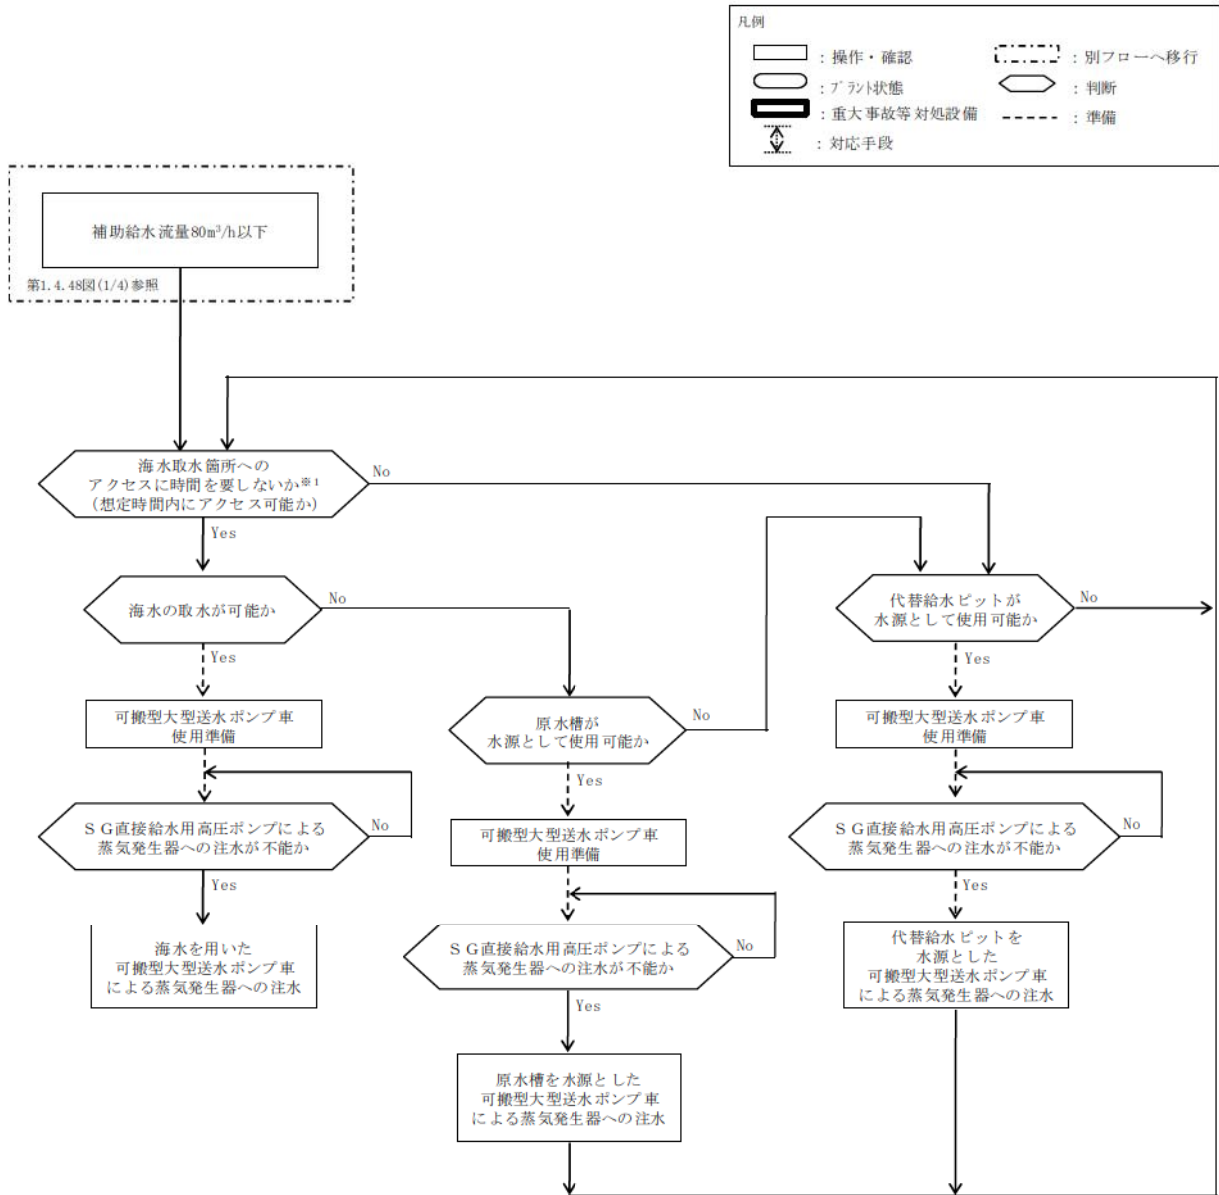 凡例
：操作・確認
：別フローへ移行
：プラント状態
：判断
：重大事故等対処設備
：準備
：対応手段
補助給水流量80m³/h以下
第1.4.48図(1/4)参照
海水取水箇所への
アクセスに時間を要しないか※1
（想定時間内にアクセス可能か）
No
Yes
海水の取水が可能か
No
Yes
代替給水ピットが
水源として使用可能か
No
Yes
可搬型大型送水ポンプ車
使用準備
原水槽が
水源として使用可能か
No
Yes
可搬型大型送水ポンプ車
使用準備
ＳＧ直接給水用高圧ポンプによる
蒸気発生器への注水が不能か
No
Yes
可搬型大型送水ポンプ車
使用準備
ＳＧ直接給水用高圧ポンプによる
蒸気発生器への注水が不能か
No
Yes
海水を用いた
可搬型大型送水ポンプ車
による蒸気発生器への注水
ＳＧ直接給水用高圧ポンプによる
蒸気発生器への注水が不能か
No
Yes
代替給水ピットを
水源とした
可搬型大型送水ポンプ車
による蒸気発生器への注水
原水槽を水源とした
可搬型大型送水ポンプ車
による蒸気発生器への注水